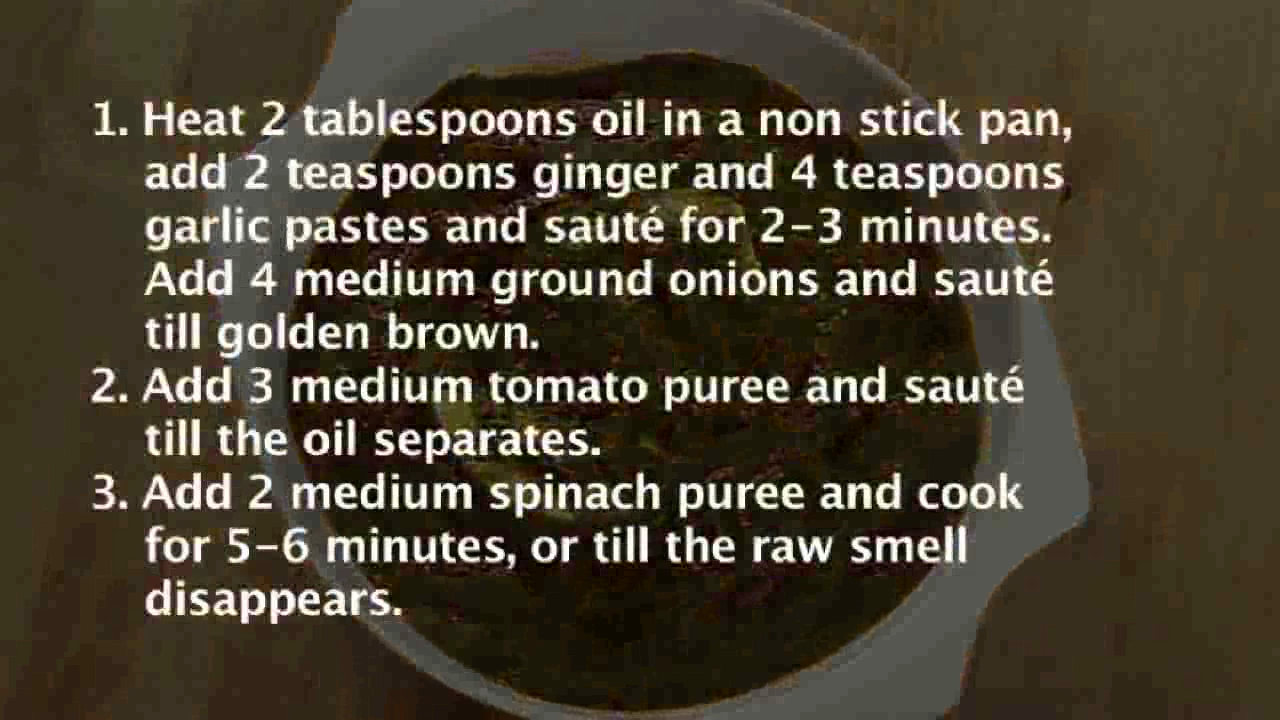 1. Heat 2 tablespoons oil in a non stick pan,
add 2 teaspoons ginger and 4 teaspoons
garlic pastes and sauté for 2-3 minutes.
Add 4 medium ground onions and sauté
till golden brown.
2. Add 3 medium tomato puree and sauté
till the oil separates.
3. Add 2 medium spinach puree and cook
for 5-6 minutes, or till the raw smell
disappears.